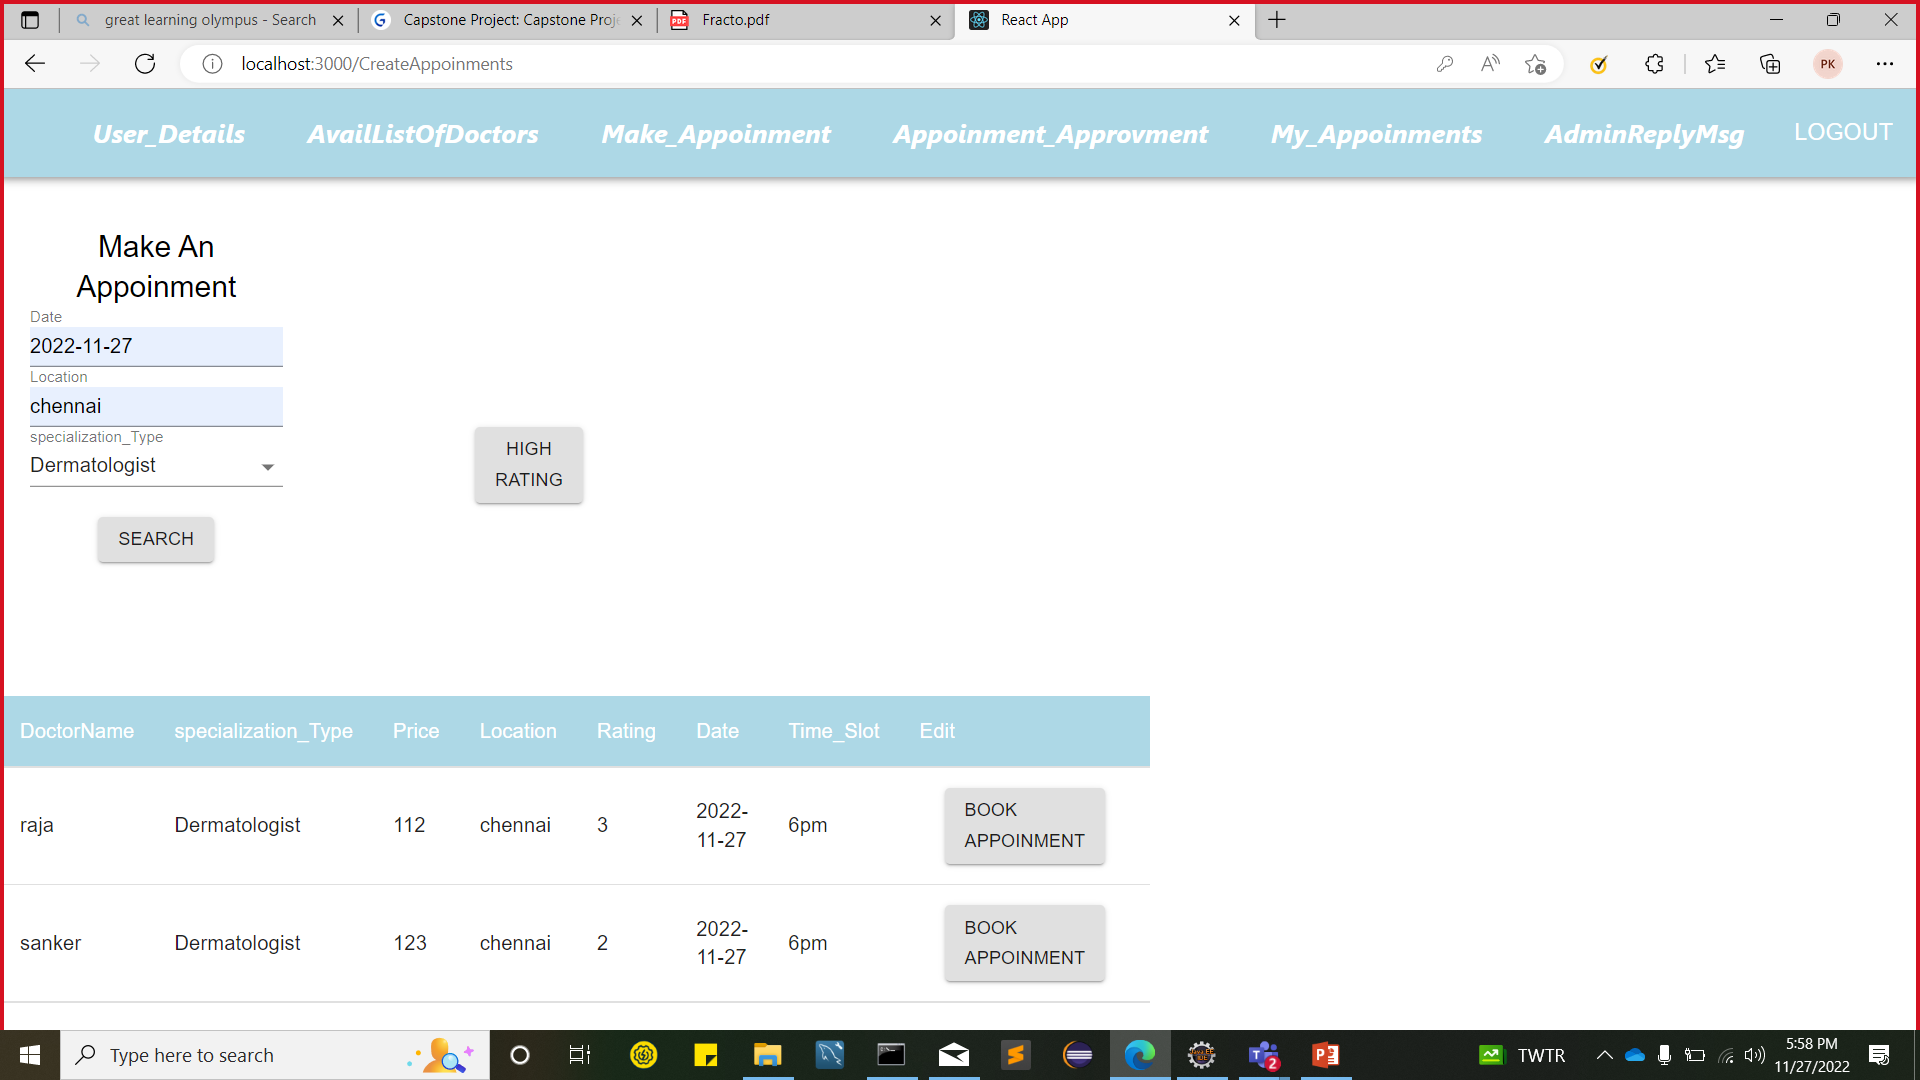 great learning olympus - Search
Capstone Project: Capstone Proje
Fracto.pdf
React App
localhost:3000/CreateAppoinments
PK
User_Details AvailListOfDoctors Make_Appoinment Appoinment_Approvment My_Appoinments AdminReplyMsg LOGOUT
Make An
Appoinment
Date
2022-11-27
Location
chennai
specialization_Type
Dermatologist
HIGH
RATING
SEARCH
DoctorName specialization_Type Price Location Rating Date Time_Slot Edit
raja Dermatologist 112 chennai 3 2022-
11-27 6pm BOOK
APPOINMENT
sanker Dermatologist 123 chennai 2 2022-
11-27 6pm BOOK
APPOINMENT
Type here to search
TWTR
5:58 PM
11/27/2022